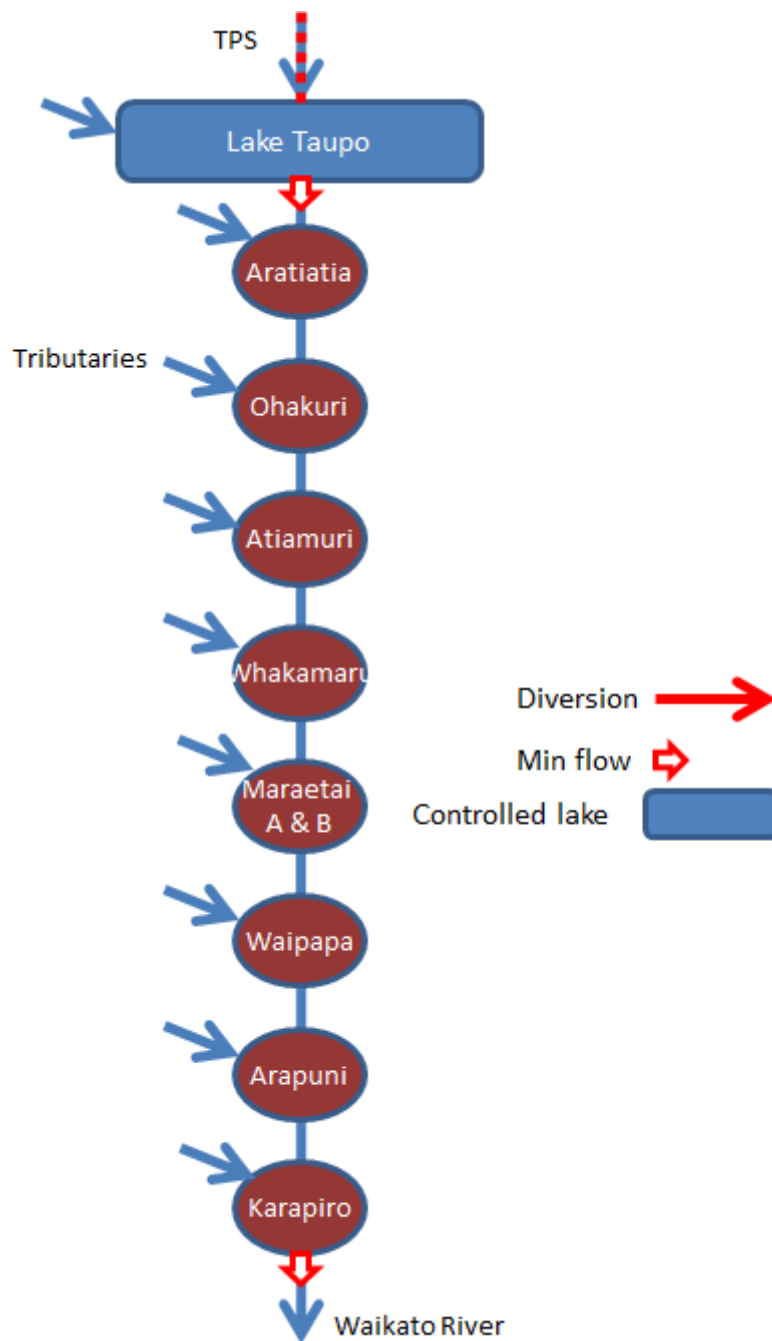 TPS
Lake Taupo
Aratiatia
Tributaries
Ohakuri
Atiamuri
Whakamaru
Diversion
Min flow
Maraetai
A & B
Controlled lake
Waipapa
Arapuni
Karapiro
Waikato River